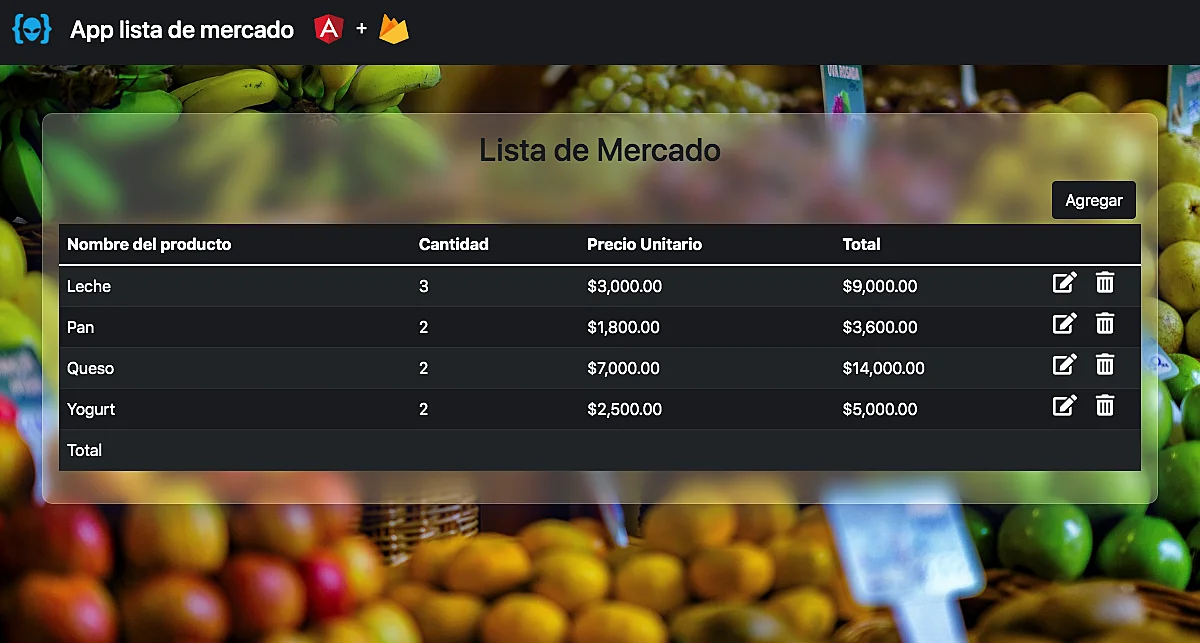 App lista de mercado A + 
Lista de Mercado
Agregar
Nombre del producto Cantidad Precio Unitario Total
Leche 3 $3,000.00 $9,000.00
Pan 2 $1,800.00 $3,600.00
Queso 2 $7,000.00 $14,000.00
Yogurt 2 $2,500.00 $5,000.00
Total